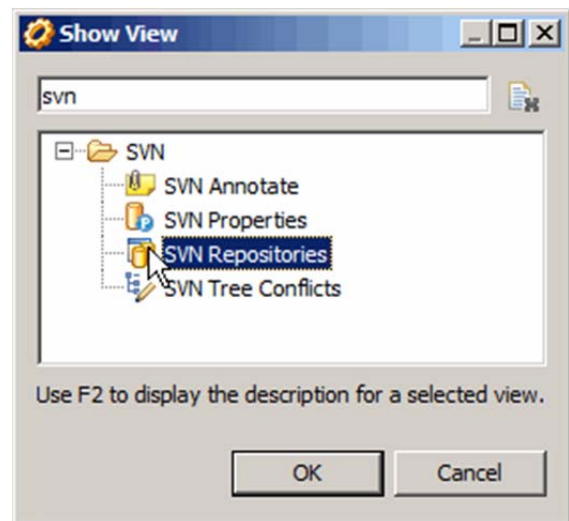 Show View
svn
SVN
SVN Annotate
SVN Properties
SVN Repositories
SVN Tree Conflicts
Use F2 to display the description for a selected view.
OK Cancel